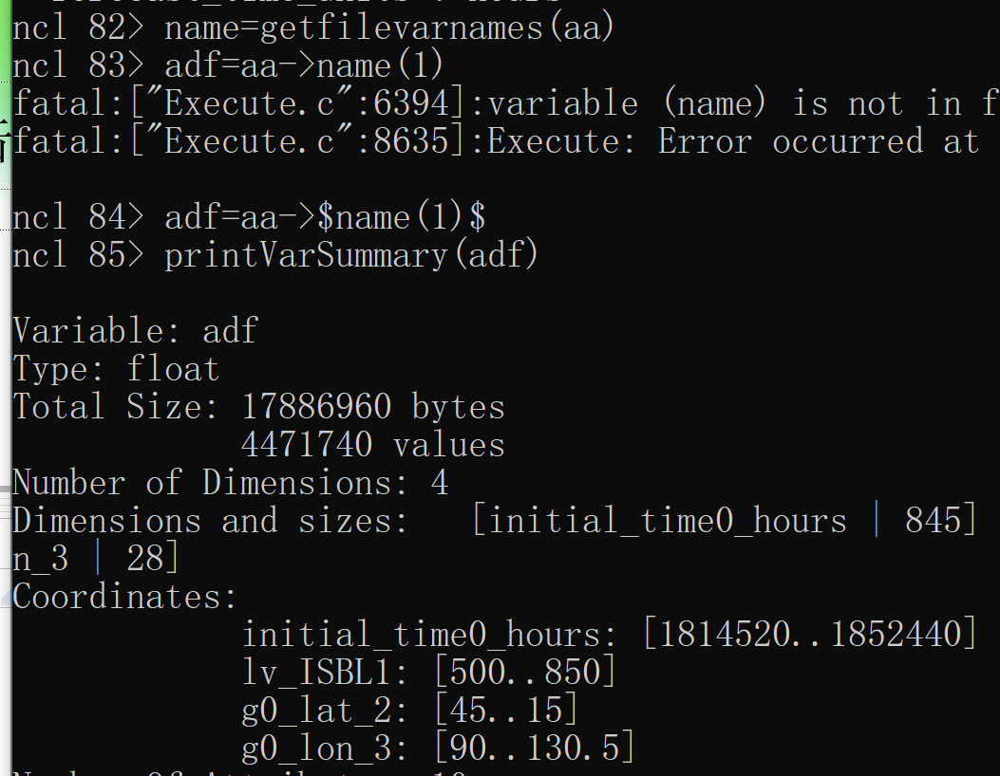 ncl 82> name=getfilevarnames(aa)
ncl 83> adf=aa->name(1)
fatal:["Execute.c":6394]:variable (name) is not in f
fatal:["Execute.c":8635]:Execute: Error occurred at
ncl 84> adf=aa->$name(1)$
ncl 85> printVarSummary(adf)
Variable: adf
Type: float
Total Size: 17886960 bytes
4471740 values
Number of Dimensions: 4
Dimensions and sizes: [initial_time0_hours | 845]
n_3 | 28]
Coordinates:
initial_time0_hours: [1814520..1852440]
lv_ISBL1: [500..850]
g0_lat_2: [45..15]
g0_lon_3: [90..130.5]